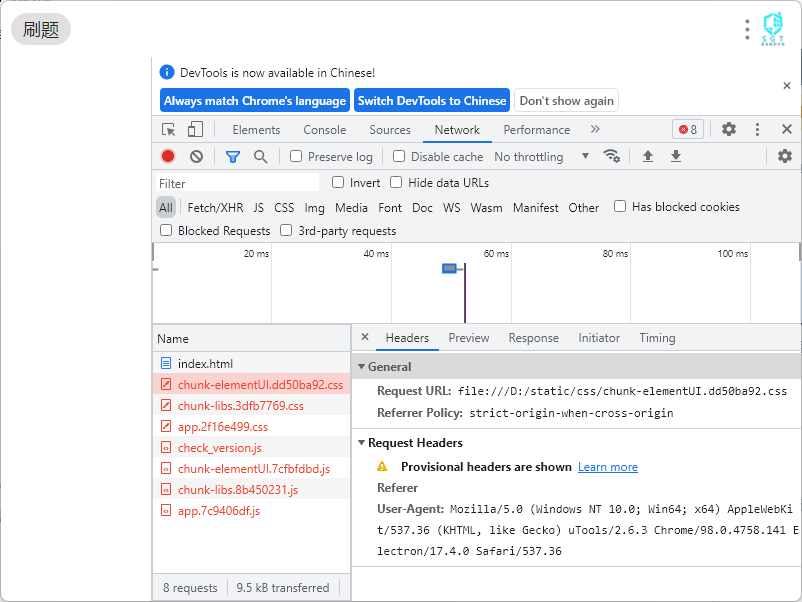 刷题
SGT
DevTools is now available in Chinese!
Always match Chrome's language Switch DevTools to Chinese Don't show again
Elements Console Sources Network Performance 8
Preserve log Disable cache No throttling
Filter Invert Hide data URLs
All Fetch/XHR JS CSS Img Media Font Doc WS Wasm Manifest Other Has blocked cookies
Blocked Requests 3rd-party requests
20 ms 40 ms 60 ms 80 ms 100 ms
Name
index.html
chunk-elementUI.dd50ba92.css
chunk-libs.3dfb7769.css
app.2f16e499.css
check_version.js
chunk-elementUI.7cfbfdbd.js
chunk-libs.8b450231.js
app.7c9406df.js
8 requests 9.5 kB transferred
Headers Preview Response Initiator Timing
General
Request URL: file:///D:/static/css/chunk-elementUI.dd50ba92.css
Referrer Policy: strict-origin-when-cross-origin
Request Headers
Provisional headers are shown Learn more
Referer
User-Agent: Mozilla/5.0 (Windows NT 10.0; Win64; x64) AppleWebKi
t/537.36 (KHTML, like Gecko) uTools/2.6.3 Chrome/98.0.4758.141 E
lectron/17.4.0 Safari/537.36